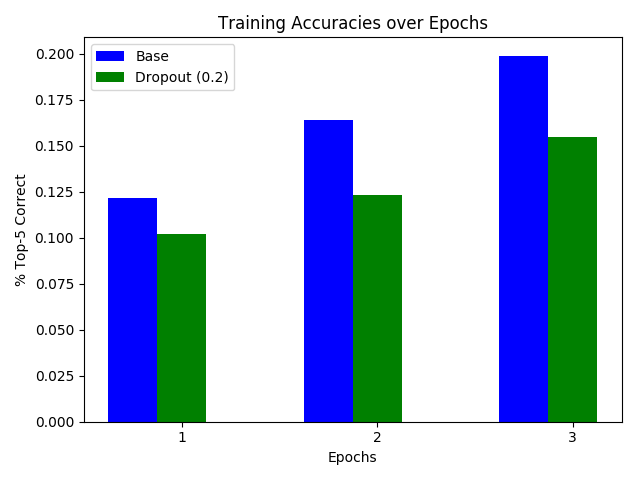 Training Accuracies over Epochs
Base
Dropout (0.2)
% Top-5 Correct
0.200
0.175
0.150
0.125
0.100
0.075
0.050
0.025
0.000
1 2 3
Epochs